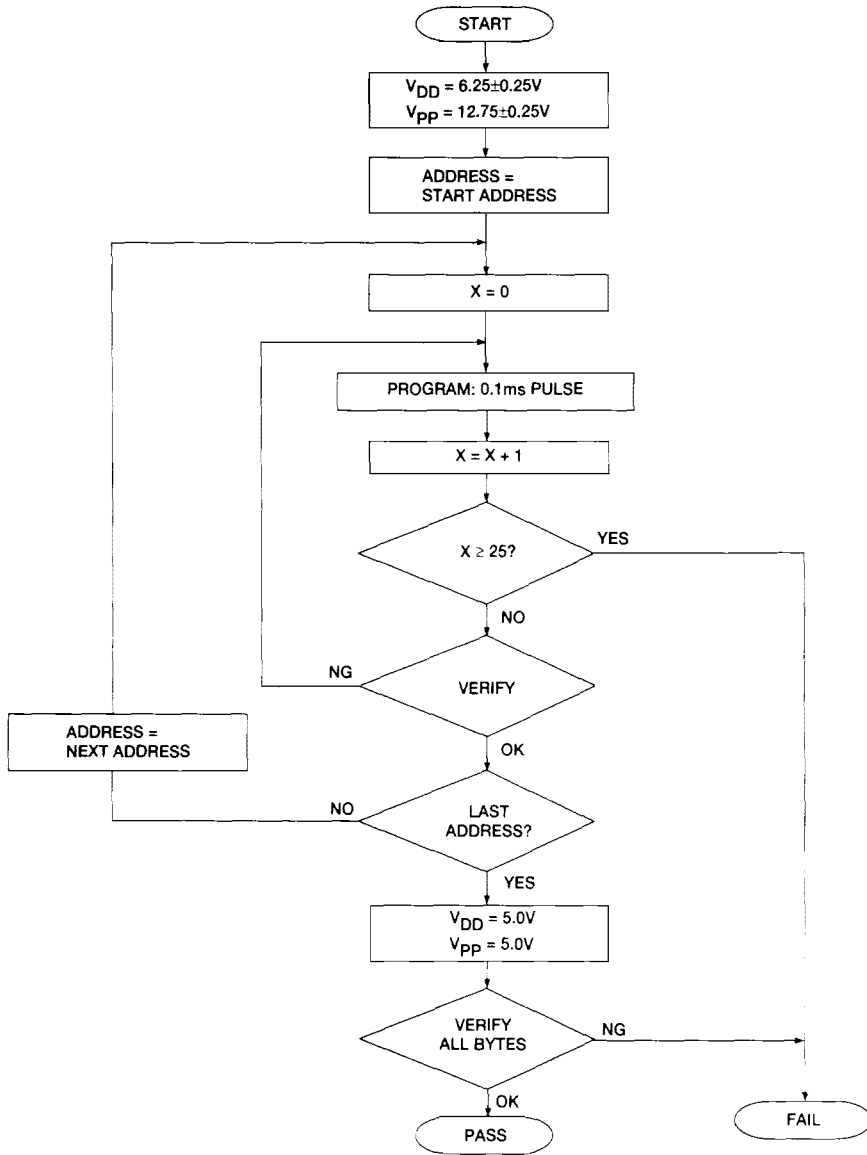 START
VDD = 6.25±0.25V
VPP = 12.75±0.25V
ADDRESS =
START ADDRESS
X = 0
PROGRAM: 0.1ms PULSE
X = X + 1
X ≥ 25?
YES
NO
NG
VERIFY
ADDRESS =
NEXT ADDRESS
OK
NO
LAST
ADDRESS?
YES
VDD = 5.0V
VPP = 5.0V
VERIFY
ALL BYTES
NG
OK
PASS
FAIL